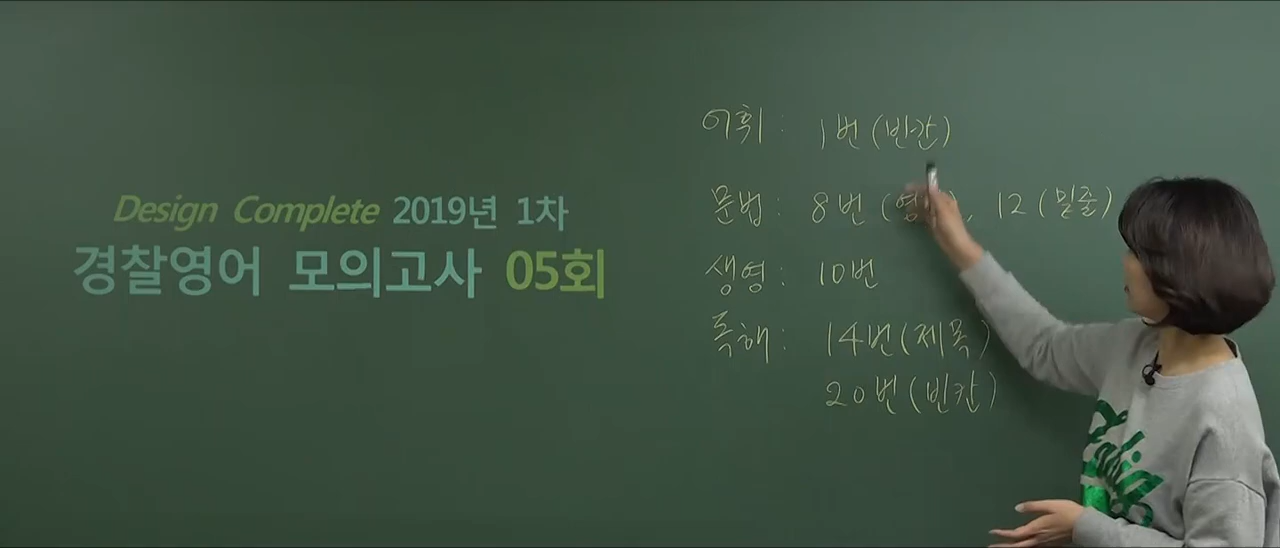 Design Complete 2019년 1차
경찰영어 모의고사 05회
어휘 : 1번 (빈칸)
문법 : 8번 ( ), 12 (밑줄)
생영 : 10번
독해 : 14번 (제목)
20번 (빈칸)